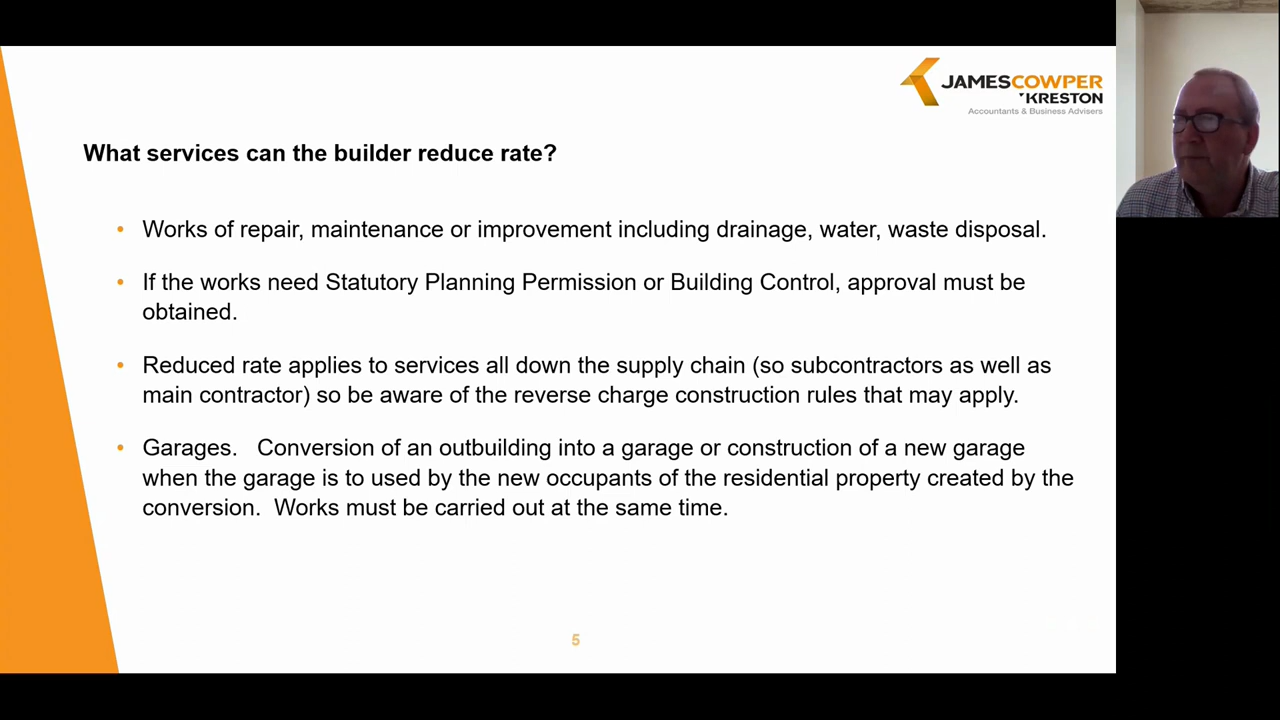 JAMESCOWPER
KRESTON
Accountants & Business Advisers
What services can the builder reduce rate?
• Works of repair, maintenance or improvement including drainage, water, waste disposal.
• If the works need Statutory Planning Permission or Building Control, approval must be
obtained.
• Reduced rate applies to services all down the supply chain (so subcontractors as well as
main contractor) so be aware of the reverse charge construction rules that may apply.
• Garages. Conversion of an outbuilding into a garage or construction of a new garage
when the garage is to used by the new occupants of the residential property created by the
conversion. Works must be carried out at the same time.
5